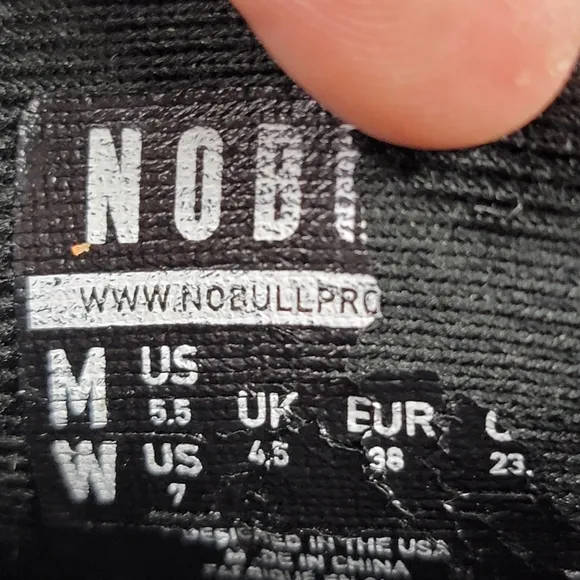 NOB
WWW.NOBULLPRO
M US 5.5 UK 4,5 EUR 38 23.
W US 7
DESIGNED IN THE USA
MADE IN CHINA